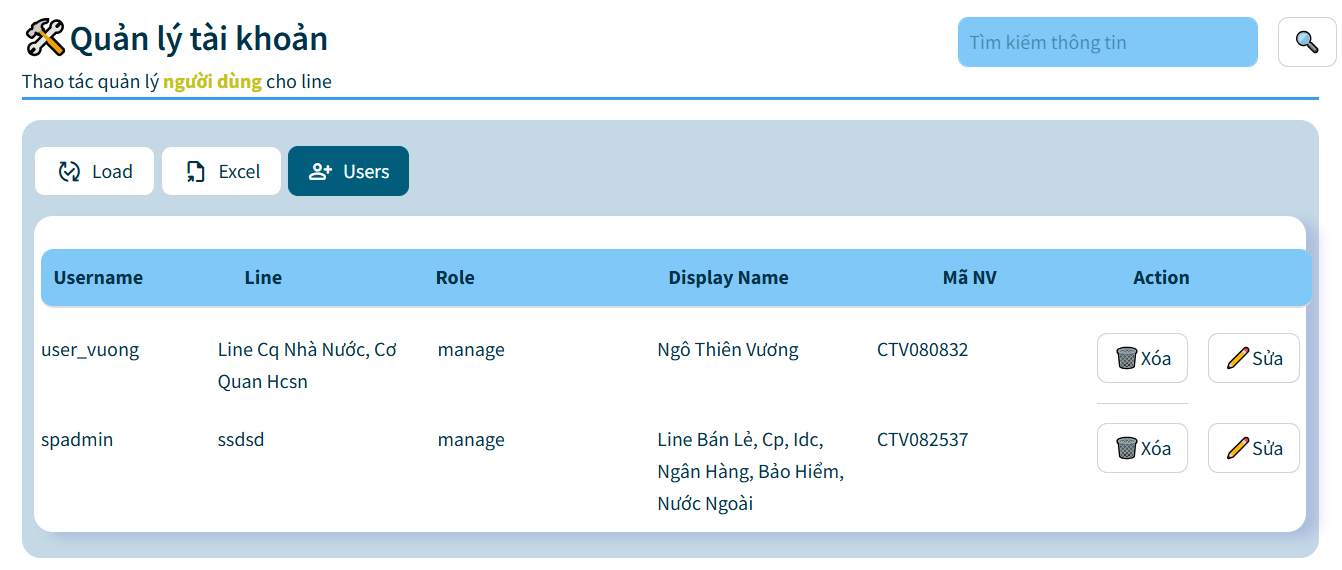 Quản lý tài khoản
Tìm kiếm thông tin
Thao tác quản lý người dùng cho line
Load
Excel
Users
Username Line Role Display Name Mã NV Action
user_vuong Line Cq Nhà Nước, Cơ manage Ngô Thiên Vương CTV080832 Xóa Sửa
Quan Hcsn
spadmin ssdsd manage Line Bán Lẻ, Cp, Idc, CTV082537 Xóa Sửa
Ngân Hàng, Bảo Hiểm,
Nước Ngoài